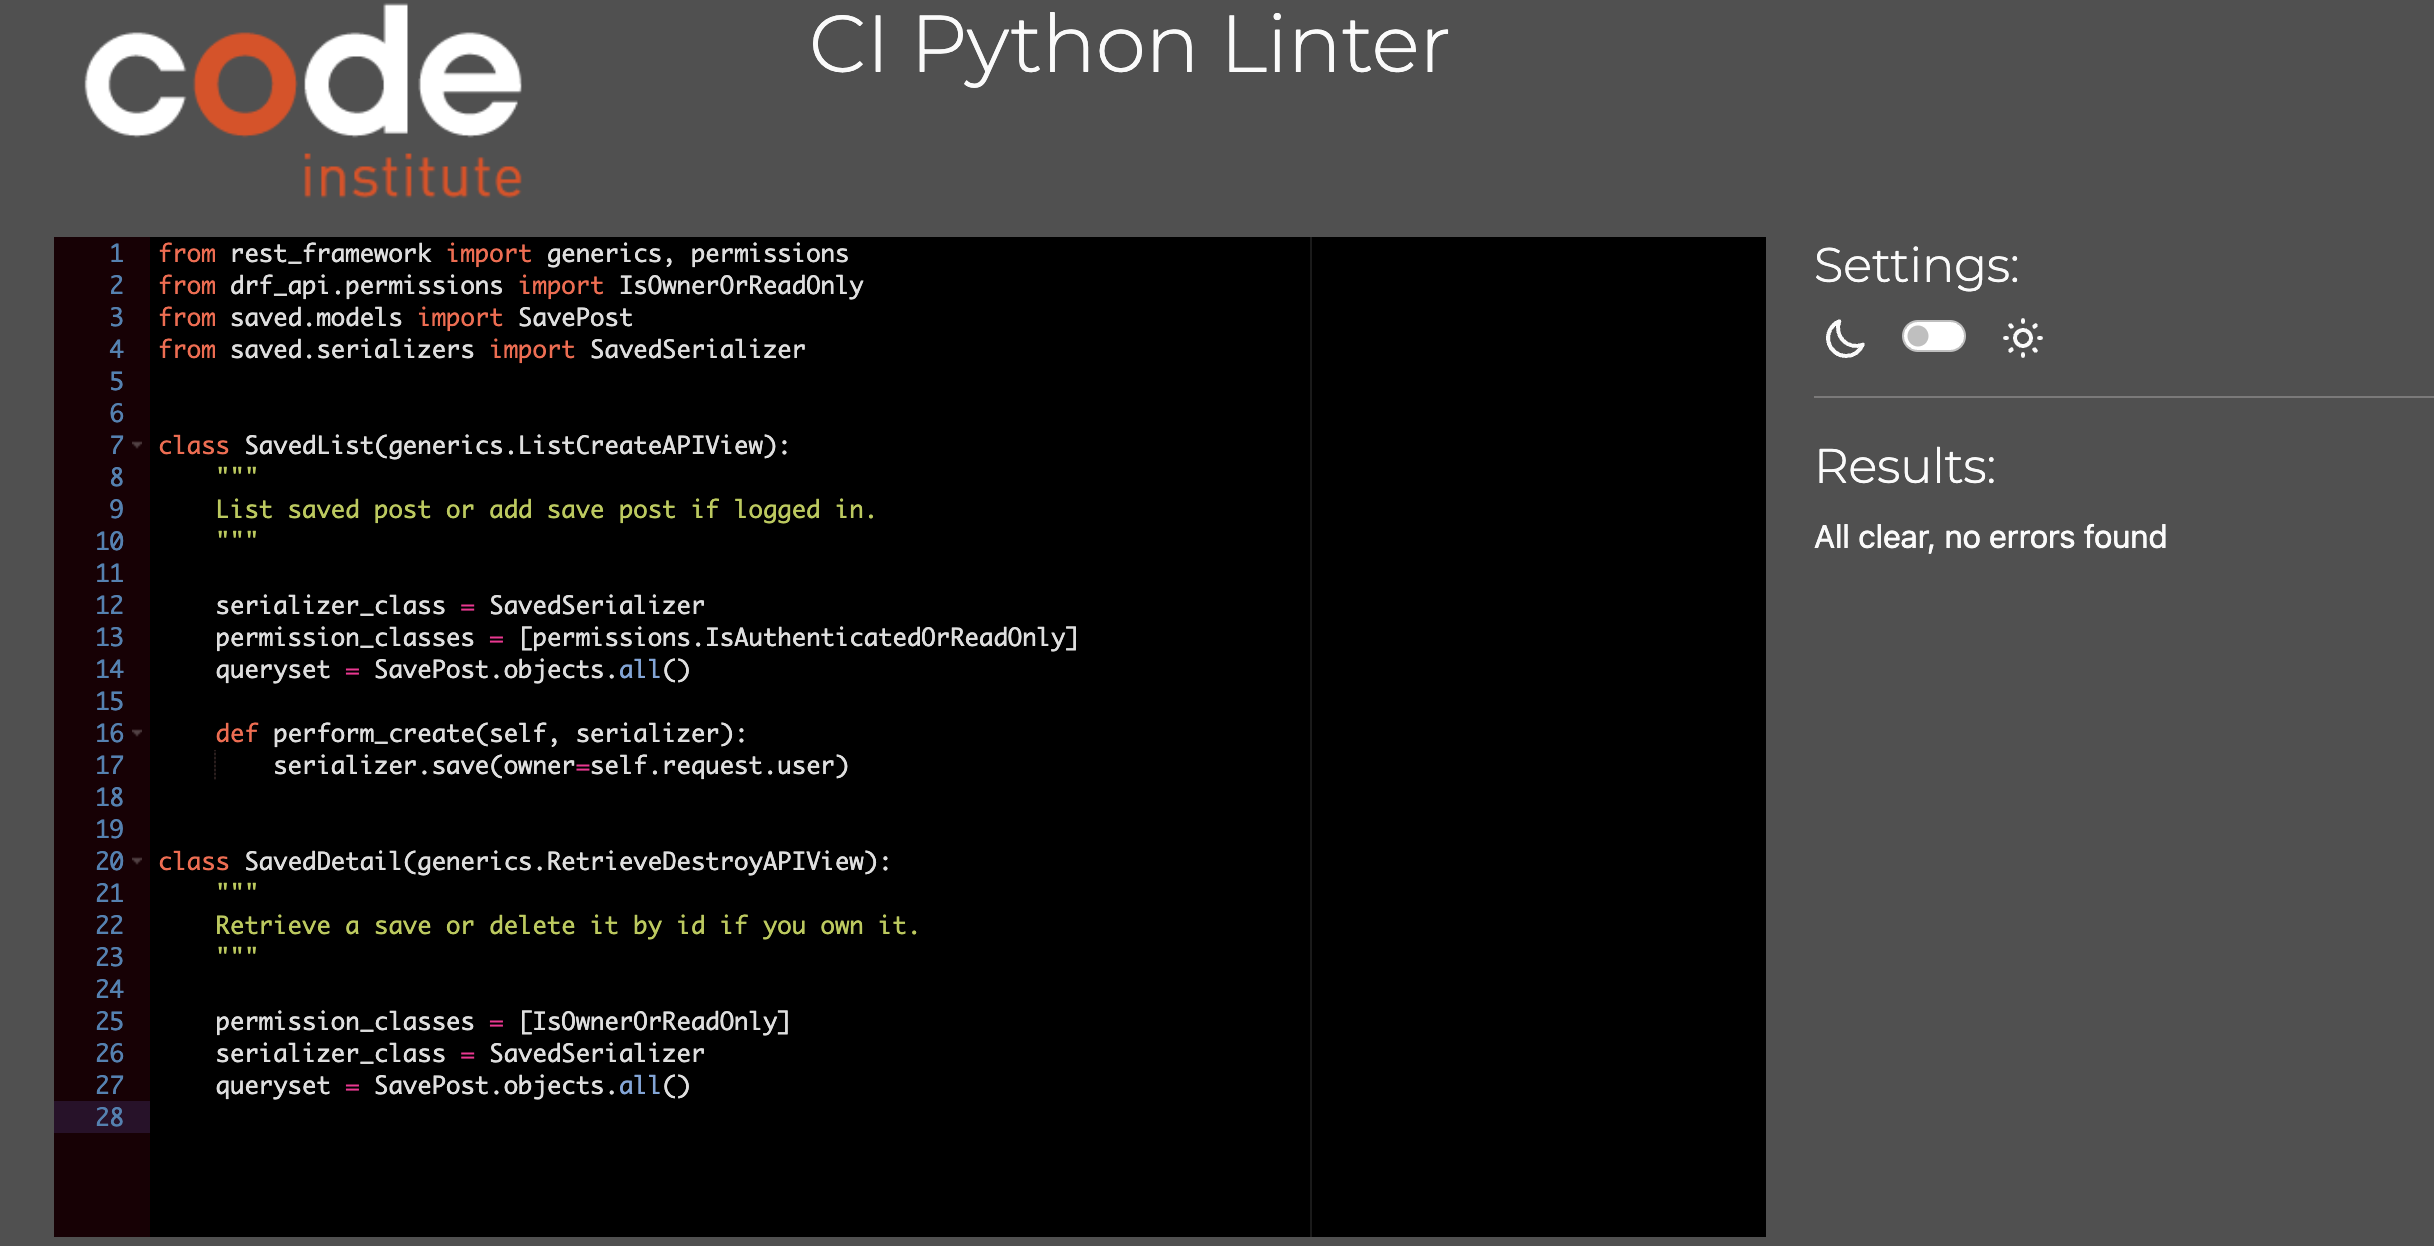 code
institute
CI Python Linter
1 from rest_framework import generics, permissions
2 from drf_api.permissions import IsOwnerOrReadOnly
3 from saved.models import SavePost
4 from saved.serializers import SavedSerializer
5
6
7 class SavedList(generics.ListCreateAPIView):
8     """
9     List saved post or add save post if logged in.
10     """
11
12     serializer_class = SavedSerializer
13     permission_classes = [permissions.IsAuthenticatedOrReadOnly]
14     queryset = SavePost.objects.all()
15
16     def perform_create(self, serializer):
17         serializer.save(owner=self.request.user)
18
19
20 class SavedDetail(generics.RetrieveDestroyAPIView):
21     """
22     Retrieve a save or delete it by id if you own it.
23     """
24
25     permission_classes = [IsOwnerOrReadOnly]
26     serializer_class = SavedSerializer
27     queryset = SavePost.objects.all()
28
Settings:
Results:
All clear, no errors found